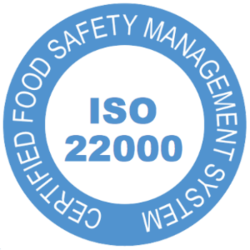 CERTIFIED FOOD SAFETY MANAGEMENT SYSTEM
ISO
22000